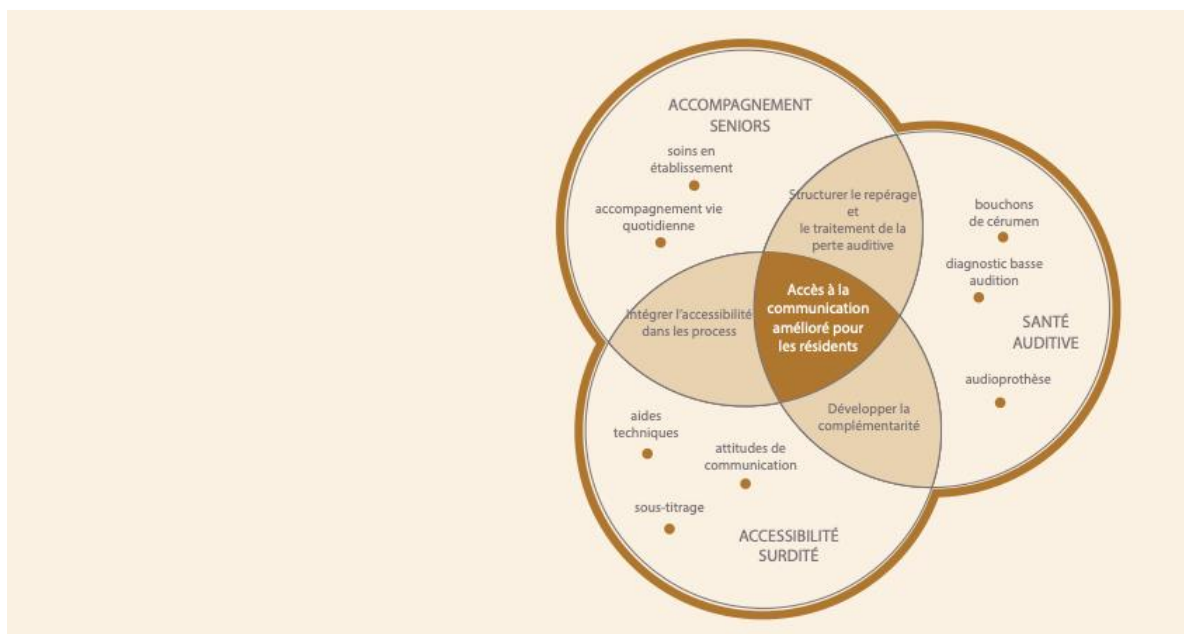 ACCOMPAGNEMENT
SENIORS
soins en
établissement
accompagnement vie
quotidienne
Structurer le repérage
et
le traitement de la
perte auditive
bouchons
de cérumen
diagnostic basse
audition
SANTÉ
AUDITIVE
audioprothèse
Intégrer l'accessibilité
dans les process
Accès à la
communication
amélioré pour
les résidents
Développer la
complémentarité
aides
techniques
attitudes de
communication
sous-titrage
ACCESSIBILITÉ
SURDITÉ